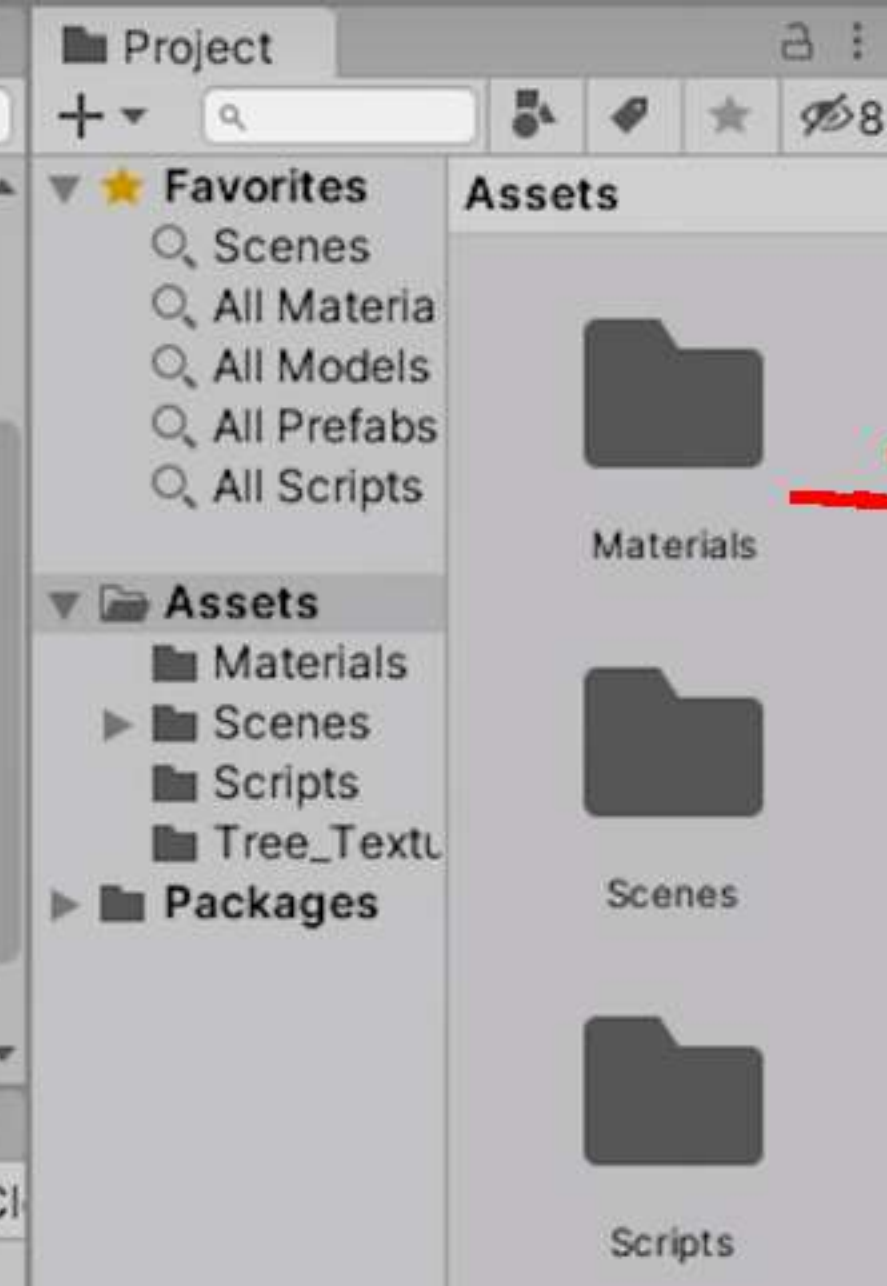 Project
8
Favorites
Scenes
All Materia
All Models
All Prefabs
All Scripts
Assets
Materials
Scenes
Scripts
Tree_Textu
Packages
Assets
Materials
Scenes
Scripts